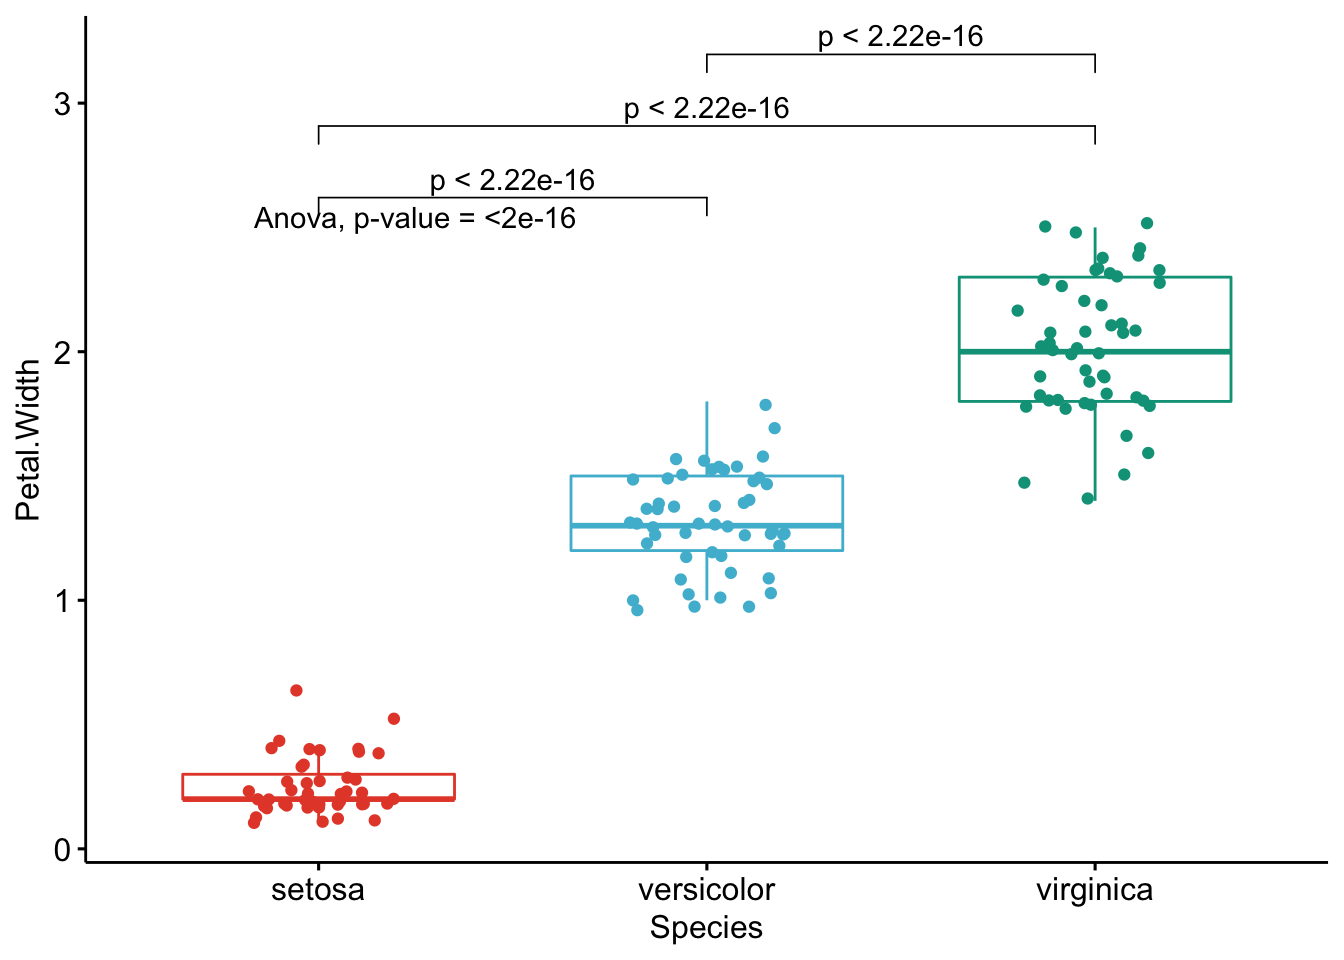 p < 2.22e-16
3
p < 2.22e-16
p < 2.22e-16
Anova, p-value = <2e-16
2
Petal.Width
1
0
setosa versicolor virginica
Species